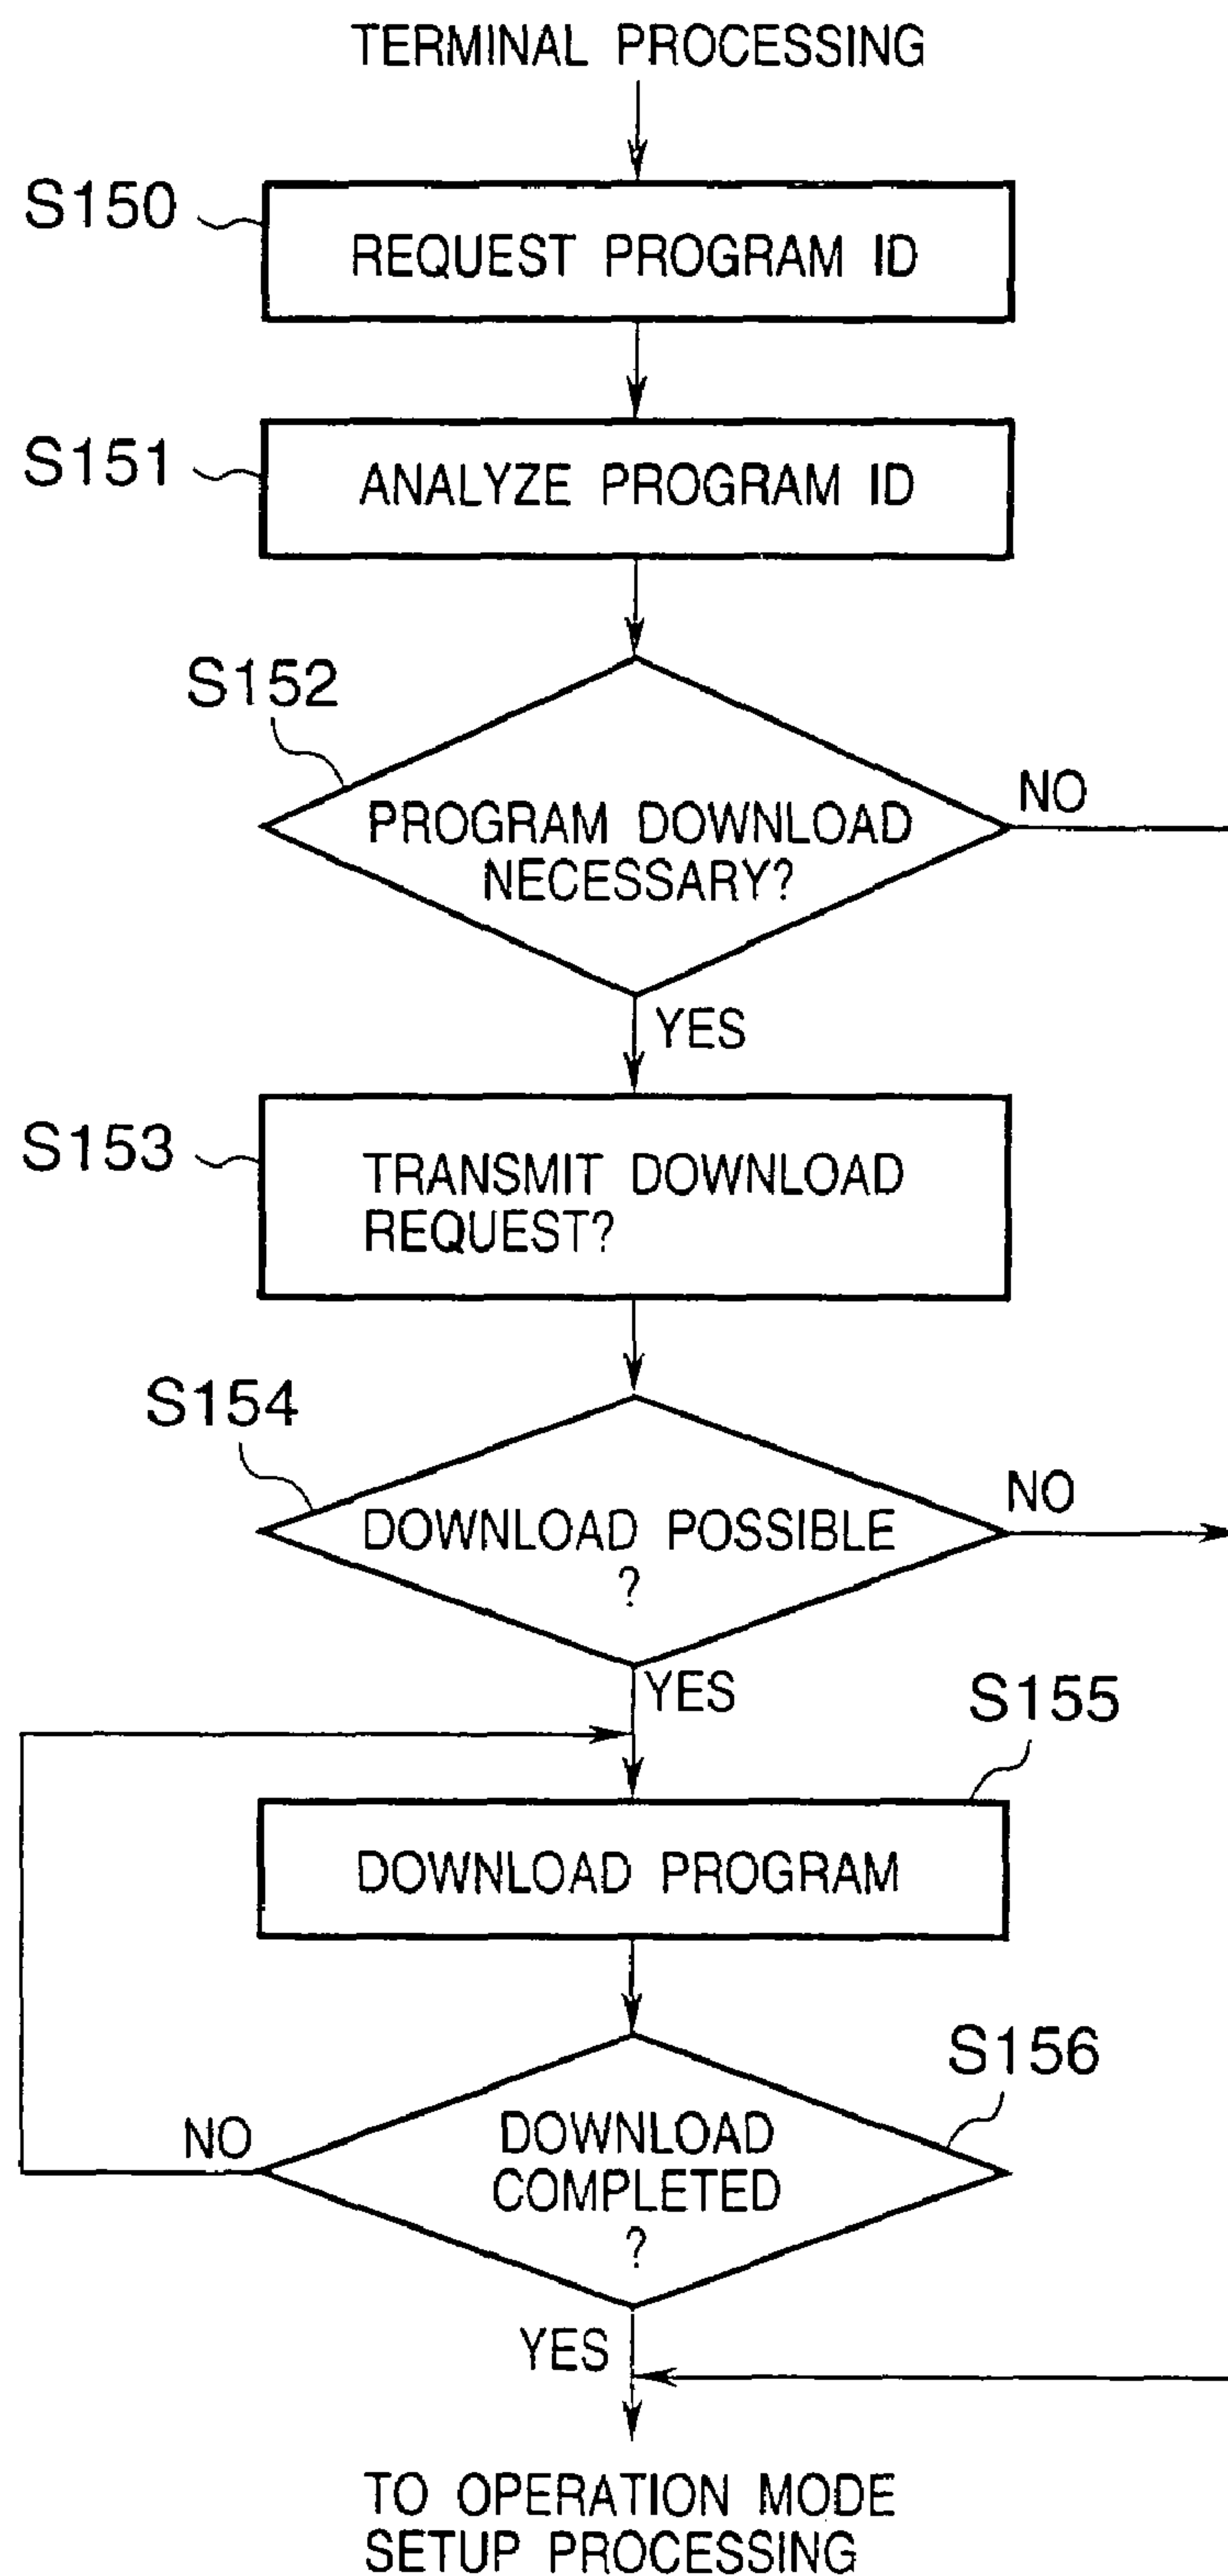 TERMINAL PROCESSING
S150
REQUEST PROGRAM ID
S151
ANALYZE PROGRAM ID
S152
PROGRAM DOWNLOAD
NECESSARY?
NO
YES
S153
TRANSMIT DOWNLOAD
REQUEST?
S154
DOWNLOAD POSSIBLE
?
NO
YES
S155
DOWNLOAD PROGRAM
S156
DOWNLOAD
COMPLETED
?
NO
YES
TO OPERATION MODE
SETUP PROCESSING